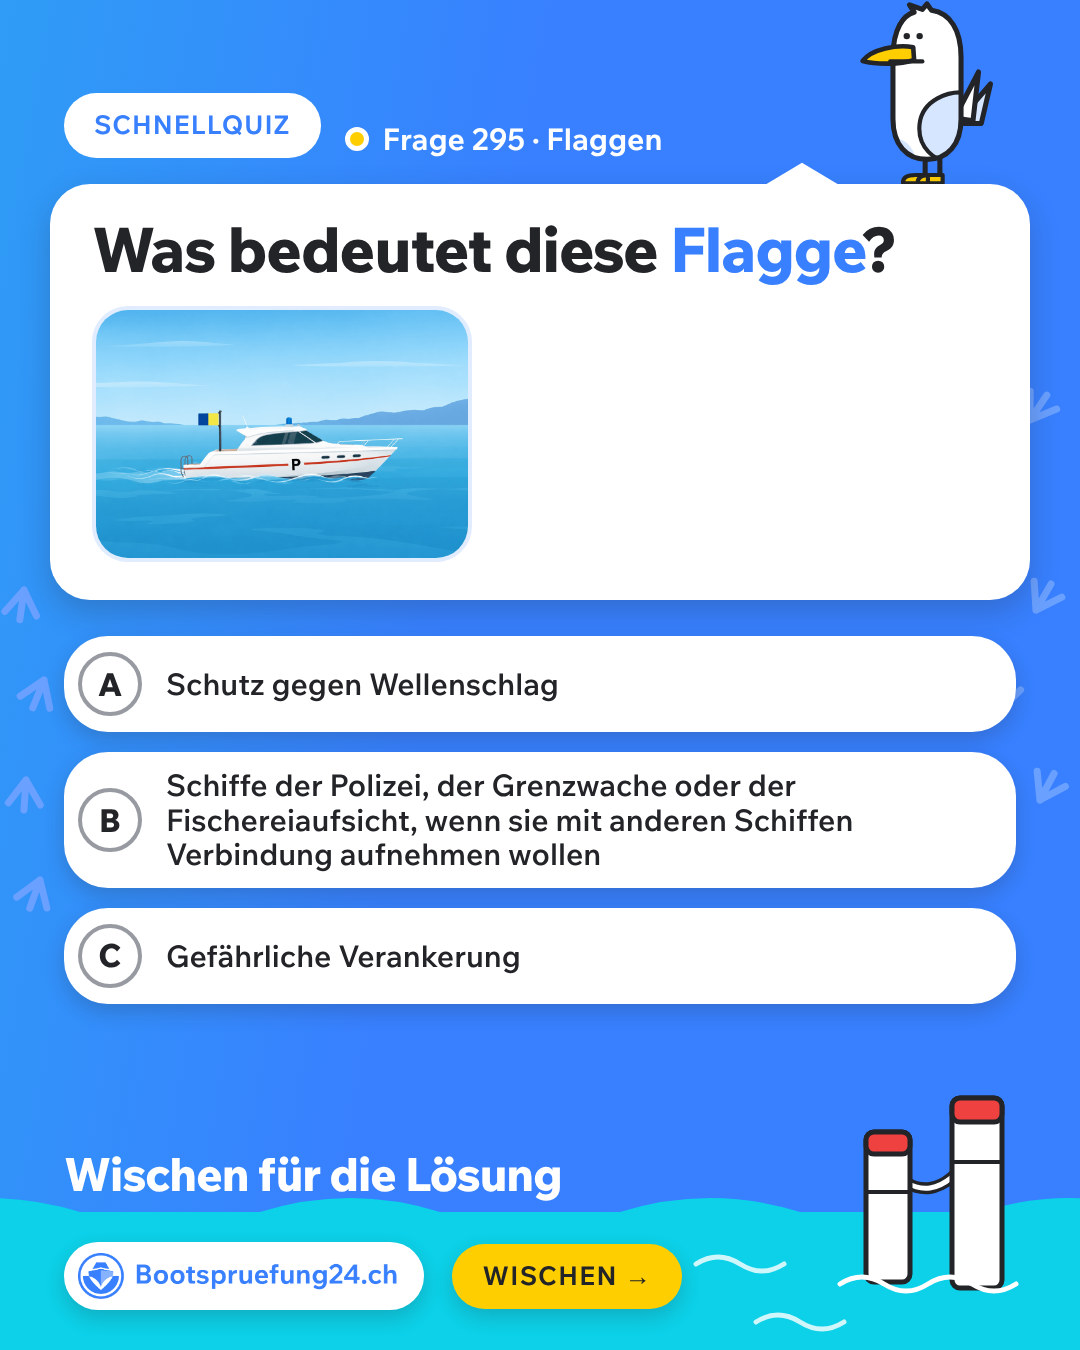 SCHNELLQUIZ
Frage 295 · Flaggen
Was bedeutet diese Flagge?
P
A
Schutz gegen Wellenschlag
B
Schiffe der Polizei, der Grenzwache oder der
Fischereiaufsicht, wenn sie mit anderen Schiffen
Verbindung aufnehmen wollen
C
Gefährliche Verankerung
Wischen für die Lösung
Bootspruefung24.ch
WISCHEN →